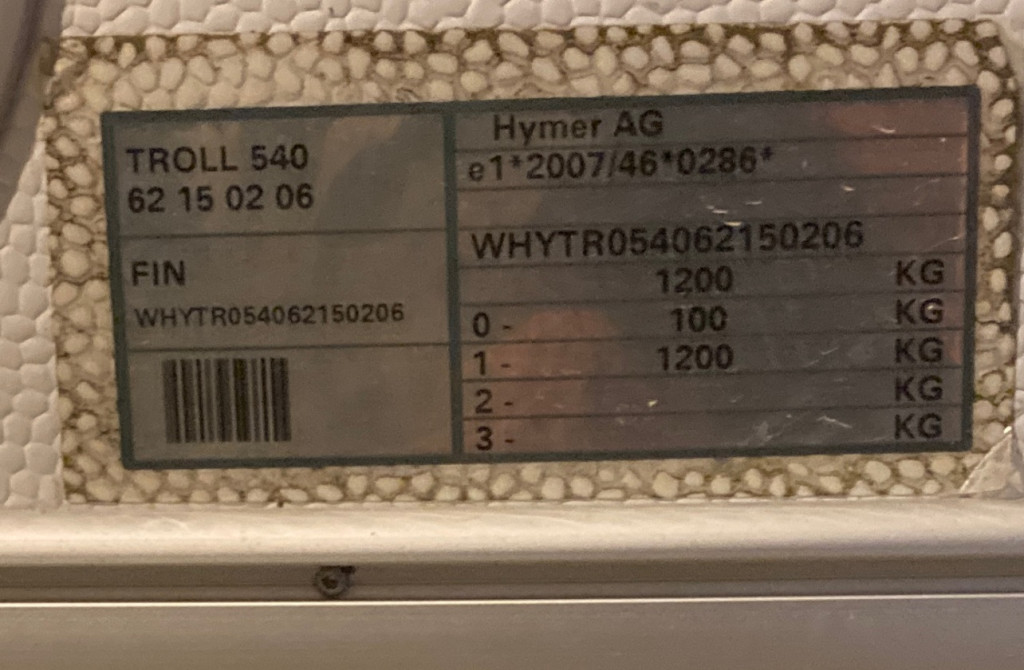 TROLL 540
62 15 02 06
FIN
WHYTR054062150206
Hymer AG
e1*2007/46*0286*
WHYTR054062150206
1200 KG
0 - 100 KG
1 - 1200 KG
2 - KG
3 - KG